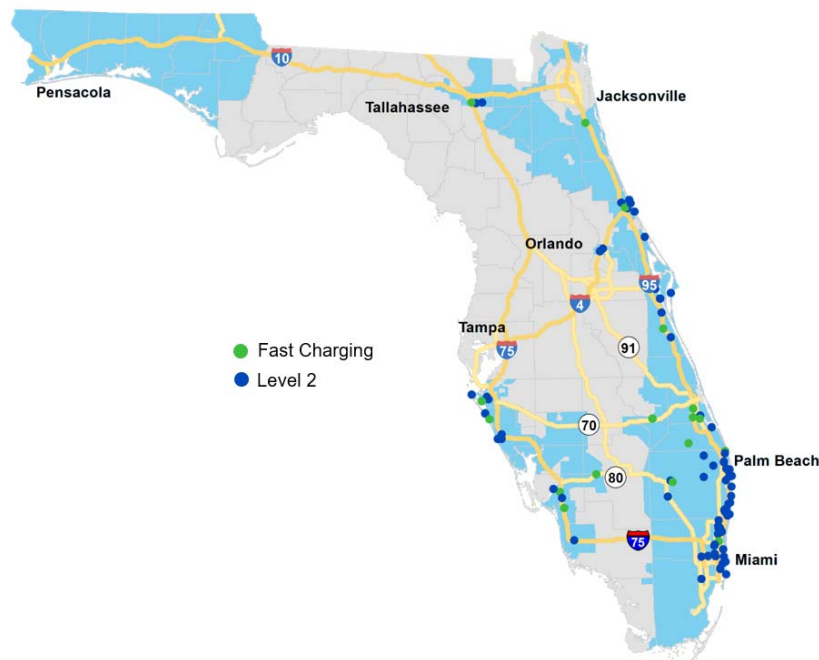 10
Pensacola
Tallahassee
Jacksonville
Orlando
95
4
Tampa
75
91
Fast Charging
Level 2
70
Palm Beach
80
75
Miami